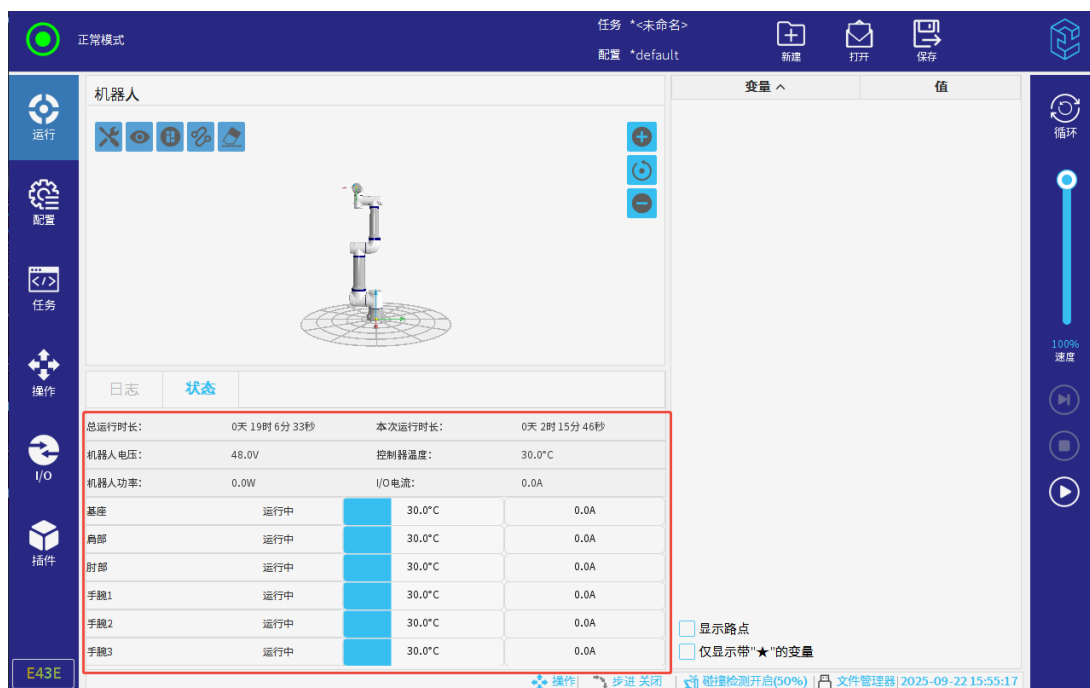 正常模式
任务 *<未命名>
配置 *default
新建
打开
保存
运行
配置
任务
操作
I/O
插件
E43E
机器人
变量 ^
值
循环
100%
速度
日志
状态
总运行时长: 0天 19时 6分 33秒 本次运行时长: 0天 2时 15分 46秒
机器人电压: 48.0V 控制器温度: 30.0°C
机器人功率: 0.0W I/O电流: 0.0A
基座 运行中 30.0°C 0.0A
肩部 运行中 30.0°C 0.0A
肘部 运行中 30.0°C 0.0A
手腕1 运行中 30.0°C 0.0A
手腕2 运行中 30.0°C 0.0A
手腕3 运行中 30.0°C 0.0A
显示路点
仅显示带"★"的变量
操作| 步进 关闭 | 碰撞检测开启(50%) | 文件管理器| 2025-09-22 15:55:17